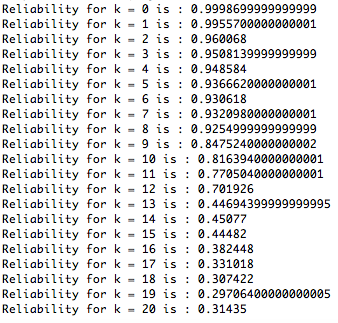 Reliability for k = 0 is : 0.9998699999999999
Reliability for k = 1 is : 0.9955700000000001
Reliability for k = 2 is : 0.960068
Reliability for k = 3 is : 0.9508139999999999
Reliability for k = 4 is : 0.948584
Reliability for k = 5 is : 0.9366620000000001
Reliability for k = 6 is : 0.930618
Reliability for k = 7 is : 0.9320980000000001
Reliability for k = 8 is : 0.9254999999999999
Reliability for k = 9 is : 0.8475240000000002
Reliability for k = 10 is : 0.8163940000000001
Reliability for k = 11 is : 0.7705040000000001
Reliability for k = 12 is : 0.701926
Reliability for k = 13 is : 0.44694399999999995
Reliability for k = 14 is : 0.45077
Reliability for k = 15 is : 0.44482
Reliability for k = 16 is : 0.382448
Reliability for k = 17 is : 0.331018
Reliability for k = 18 is : 0.307422
Reliability for k = 19 is : 0.29706400000000005
Reliability for k = 20 is : 0.31435